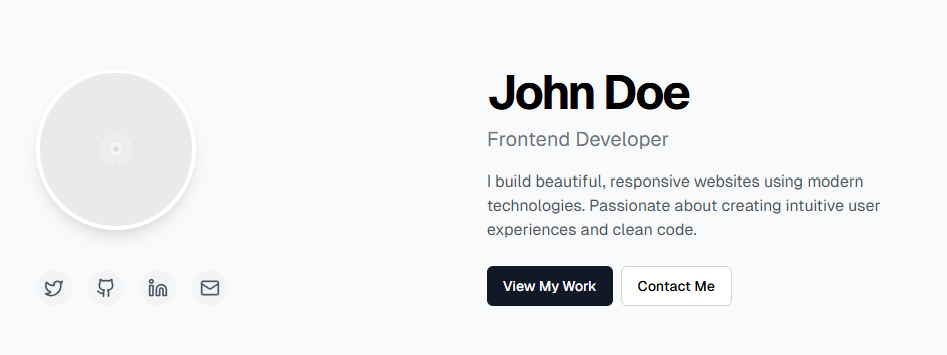 John Doe
Frontend Developer
I build beautiful, responsive websites using modern
technologies. Passionate about creating intuitive user
experiences and clean code.
View My Work
Contact Me